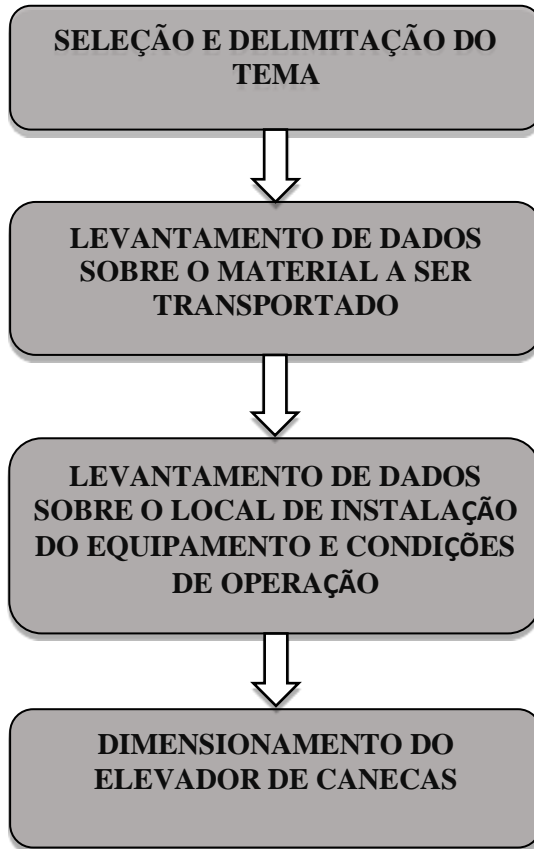 SELEÇÃO E DELIMITAÇÃO DO
TEMA
LEVANTAMENTO DE DADOS
SOBRE O MATERIAL A SER
TRANSPORTADO
LEVANTAMENTO DE DADOS
SOBRE O LOCAL DE INSTALAÇÃO
DO EQUIPAMENTO E CONDIÇÕES
DE OPERAÇÃO
DIMENSIONAMENTO DO
ELEVADOR DE CANECAS